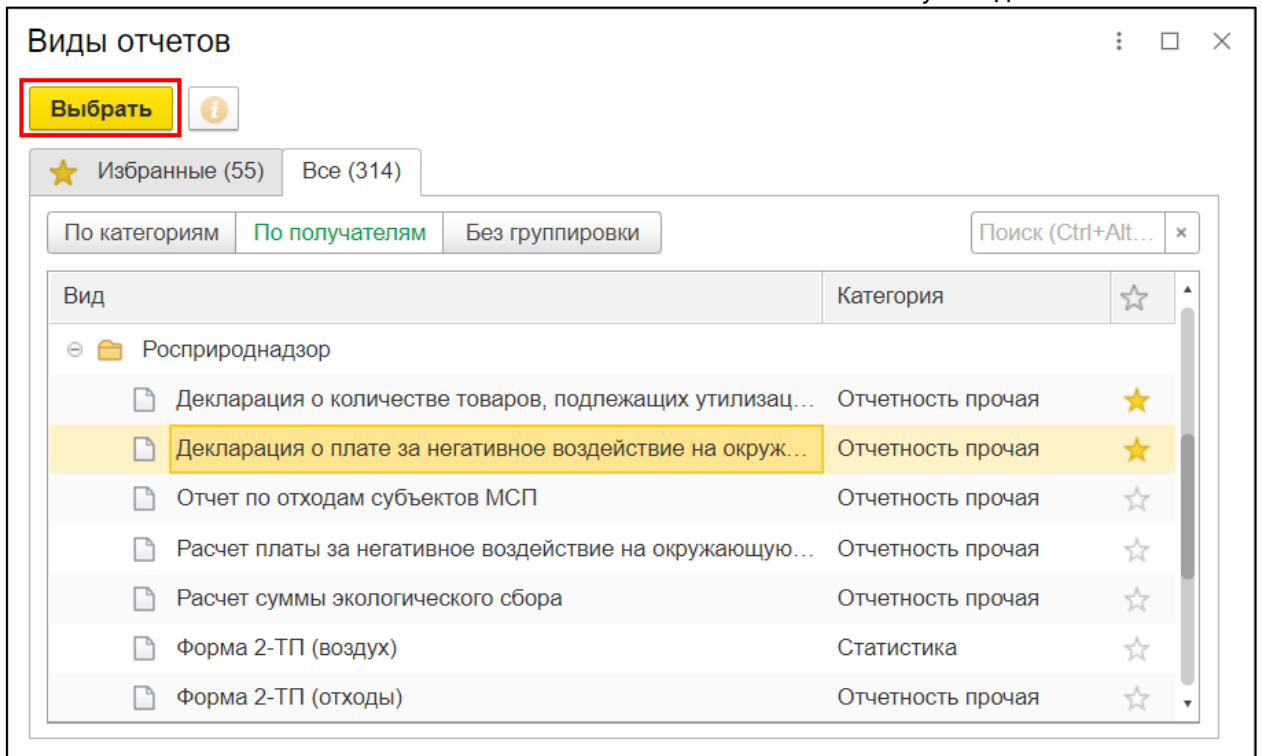 Виды отчетов
Выбрать
Избранные (55) Все (314)
По категориям По получателям Без группировки Поиск (Ctrl+Alt...
Вид Категория
Росприроднадзор
Декларация о количестве товаров, подлежащих утилизац... Отчетность прочая
Декларация о плате за негативное воздействие на окруж... Отчетность прочая
Отчет по отходам субъектов МСП Отчетность прочая
Расчет платы за негативное воздействие на окружающую... Отчетность прочая
Расчет суммы экологического сбора Отчетность прочая
Форма 2-ТП (воздух) Статистика
Форма 2-ТП (отходы) Отчетность прочая